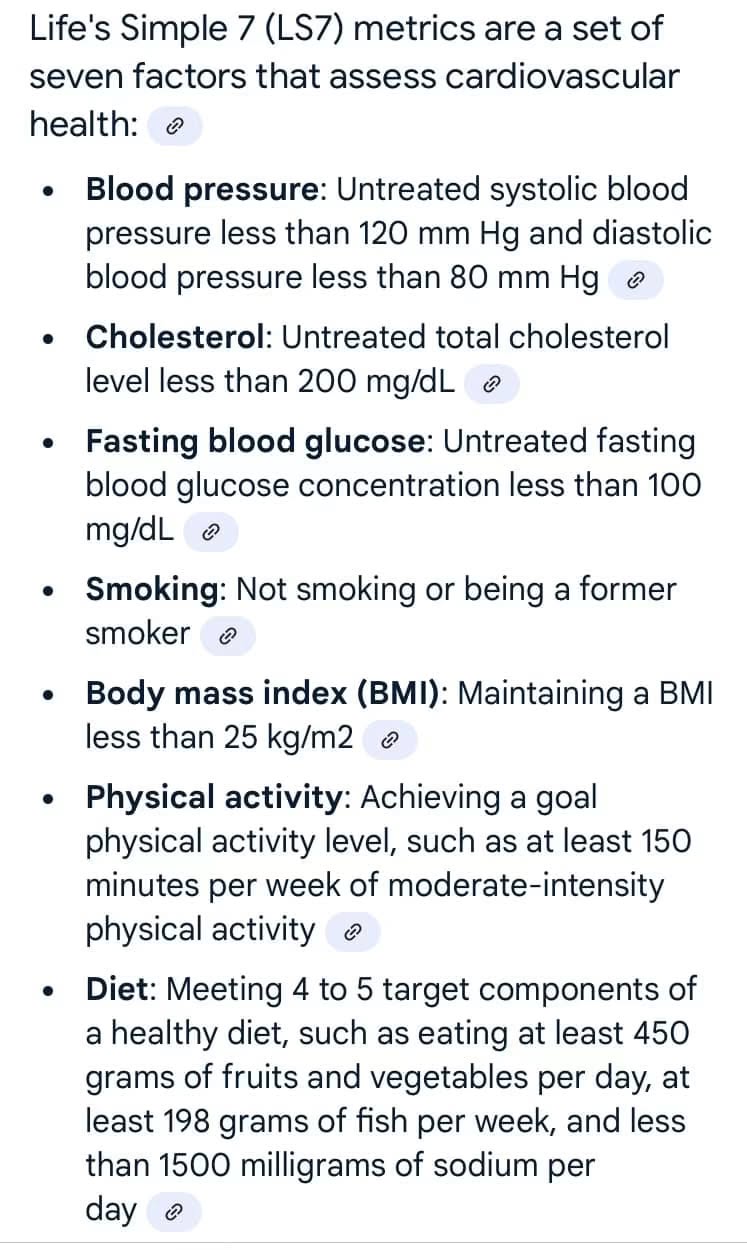 Life's Simple 7 (LS7) metrics are a set of
seven factors that assess cardiovascular
health:
• Blood pressure: Untreated systolic blood
pressure less than 120 mm Hg and diastolic
blood pressure less than 80 mm Hg
• Cholesterol: Untreated total cholesterol
level less than 200 mg/dL
• Fasting blood glucose: Untreated fasting
blood glucose concentration less than 100
mg/dL
• Smoking: Not smoking or being a former
smoker
• Body mass index (BMI): Maintaining a BMI
less than 25 kg/m2
• Physical activity: Achieving a goal
physical activity level, such as at least 150
minutes per week of moderate-intensity
physical activity
• Diet: Meeting 4 to 5 target components of
a healthy diet, such as eating at least 450
grams of fruits and vegetables per day, at
least 198 grams of fish per week, and less
than 1500 milligrams of sodium per
day